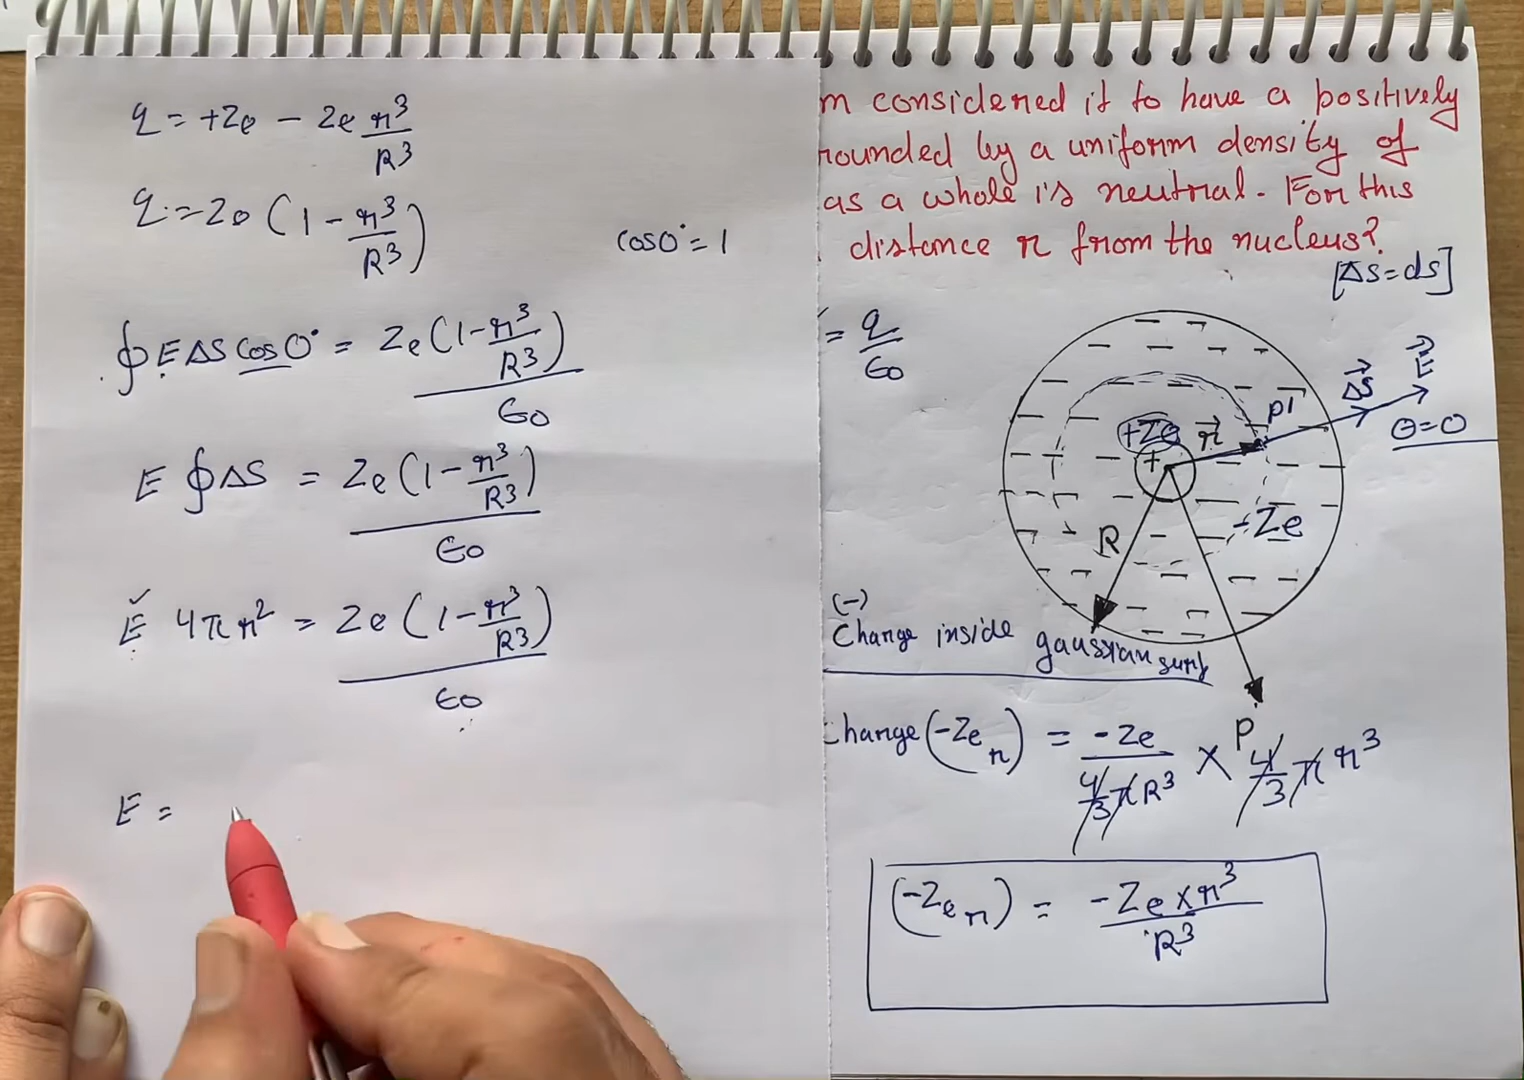 q = +Ze - Ze r³/R³
q = Ze (1 - r³/R³)
cos0° = 1
∮ E ΔS cos0° = Ze (1 - r³/R³) / ϵ0
E ∮ ΔS = Ze (1 - r³/R³) / ϵ0
E 4πr² = Ze (1 - r³/R³) / ϵ0
E =
m considered it to have a positively
rounded by a uniform density of
as a whole is neutral. For this
distance r from the nucleus?
[ΔS = ds]
= q/ϵ0
ΔS E
θ = 0
+Ze r P1
+
R
-Ze
P
(-)
Charge inside gaussian surf
charge (-Ze r) = -Ze / 4/3 π R³ × 4/3 π r³
(-Ze r) = -Ze × r³ / R³